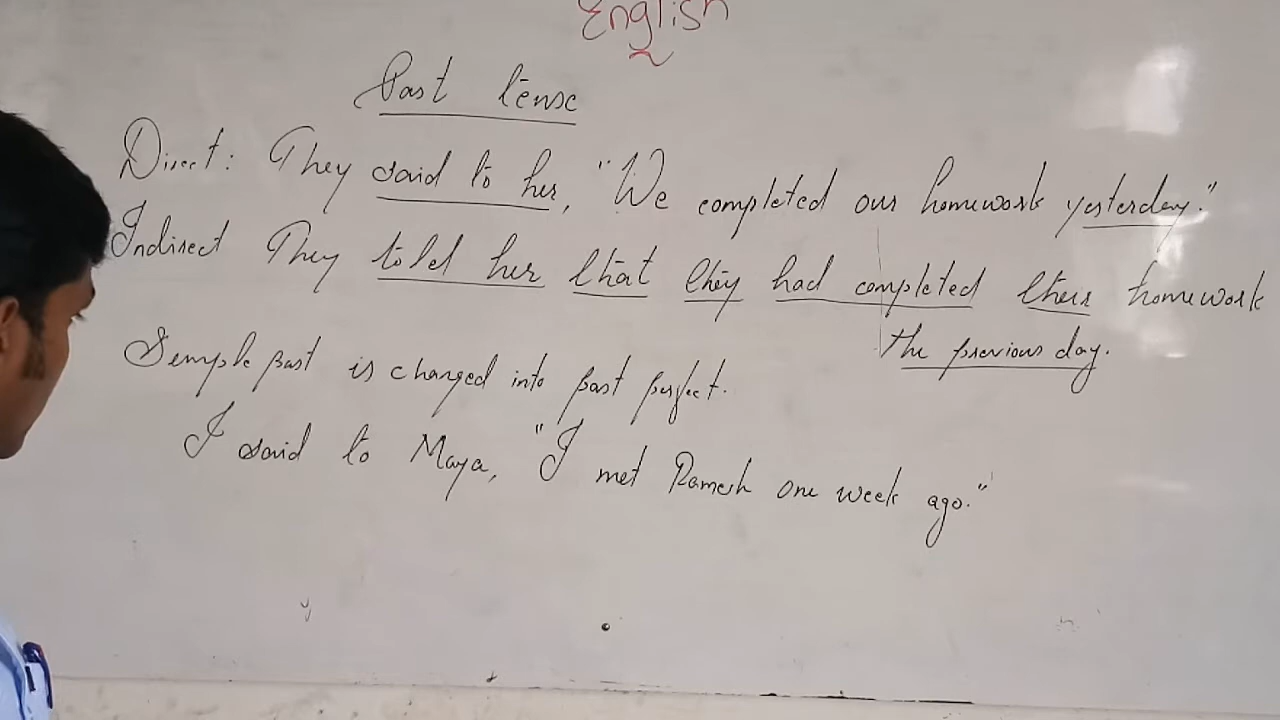 English
Past tense
Direct: They said to her, "We completed our homework yesterday."
Indirect They told her that they had completed their homework
the previous day.
Semple past is changed into past perfect.
I said to Maya, "I met Ramesh one week ago."